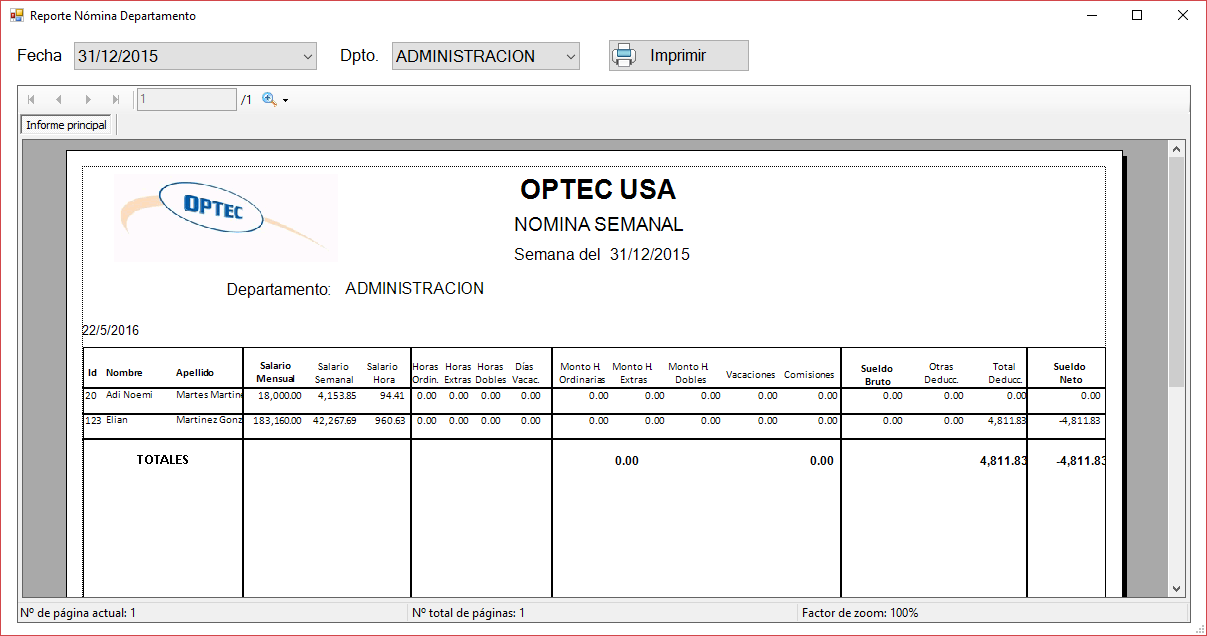 Reporte Nómina Departamento
Fecha 31/12/2015 Dpto. ADMINISTRACION Imprimir
1 /1
Informe principal
OPTEC
OPTEC USA
NOMINA SEMANAL
Semana del 31/12/2015
Departamento: ADMINISTRACION
22/5/2016
Id Nombre Apellido Salario Mensual Salario Semanal Salario Hora Horas Ordin. Horas Extras Horas Dobles Días Vacac. Monto H. Ordinarias Monto H. Extras Monto H. Dobles Vacaciones Comisiones Sueldo Bruto Otras Deducc. Total Deducc. Sueldo Neto
20 Adi Noemi Martes Martin 18,000.00 4,153.85 94.41 0.00 0.00 0.00 0.00 0.00 0.00 0.00 0.00 0.00 0.00 0.00 0.00 0.00
123 Elian Martinez Gonz 183,160.00 42,267.69 960.63 0.00 0.00 0.00 0.00 0.00 0.00 0.00 0.00 0.00 0.00 0.00 4,811.83 -4,811.83
TOTALES 0.00 0.00 4,811.83 -4,811.83
Nº de página actual: 1 Nº total de páginas: 1 Factor de zoom: 100%